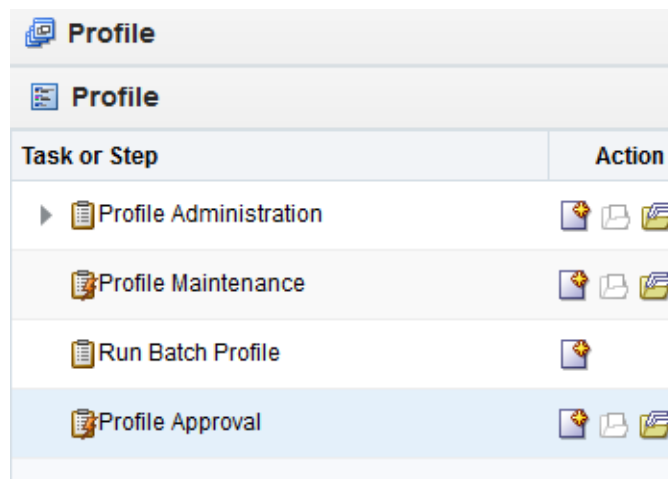 Profile
Profile
Task or Step Action
Profile Administration
Profile Maintenance
Run Batch Profile
Profile Approval